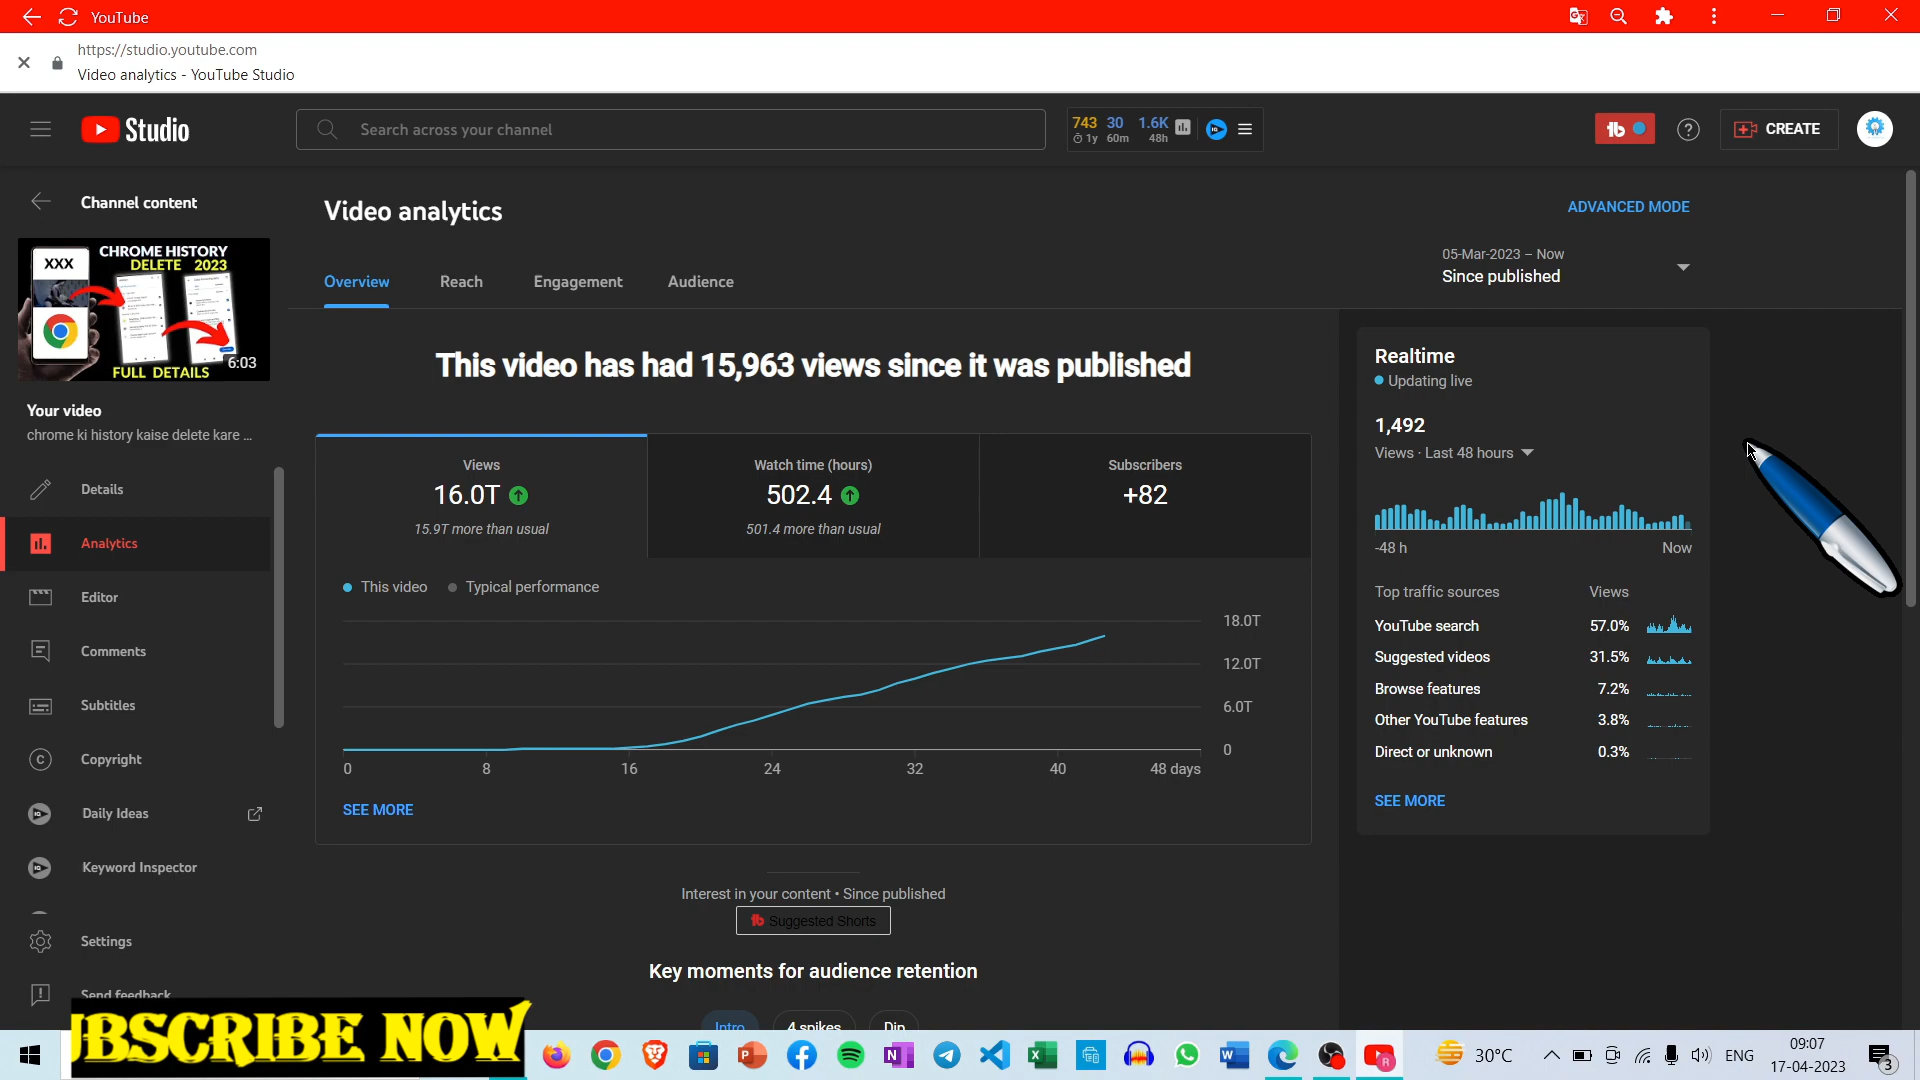 YouTube
https://studio.youtube.com
Video analytics - YouTube Studio
Studio
Search across your channel
743 30 1.6K
1y 60m 48h
CREATE
Channel content
CHROME HISTORY
DELETE 2023
XXX
FULL DETAILS
6:03
Your video
chrome ki history kaise delete kare ...
Details
Analytics
Editor
Comments
Subtitles
Copyright
Daily Ideas
Keyword Inspector
Settings
Send feedback
Video analytics
ADVANCED MODE
05-Mar-2023 – Now
Since published
Overview
Reach
Engagement
Audience
This video has had 15,963 views since it was published
Views
16.0T
15.9T more than usual
Watch time (hours)
502.4
501.4 more than usual
Subscribers
+82
This video
Typical performance
18.0T
12.0T
6.0T
0
0 8 16 24 32 40 48 days
SEE MORE
Interest in your content • Since published
Suggested Shorts
Key moments for audience retention
Intro
4 spikes
Dip
Realtime
Updating live
1,492
Views · Last 48 hours
-48 h
Now
Top traffic sources Views
YouTube search 57.0%
Suggested videos 31.5%
Browse features 7.2%
Other YouTube features 3.8%
Direct or unknown 0.3%
SEE MORE
UBSCRIBE NOW
30°C
ENG
09:07
17-04-2023
3